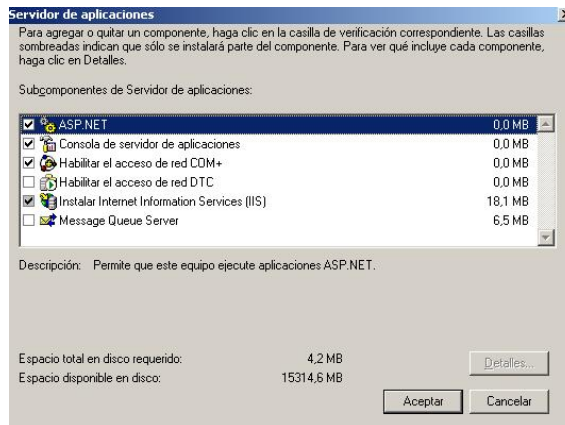 Servidor de aplicaciones
Para agregar o quitar un componente, haga clic en la casilla de verificación correspondiente. Las casillas
sombreadas indican que sólo se instalará parte del componente. Para ver qué incluye cada componente,
haga clic en Detalles.
Subcomponentes de Servidor de aplicaciones:
ASP.NET 0,0 MB
Consola de servidor de aplicaciones 0,0 MB
Habilitar el acceso de red COM+ 0,0 MB
Habilitar el acceso de red DTC 0,0 MB
Instalar Internet Information Services (IIS) 18,1 MB
Message Queue Server 6,5 MB
Descripción: Permite que este equipo ejecute aplicaciones ASP.NET.
Espacio total en disco requerido: 4,2 MB
Detalles...
Espacio disponible en disco: 15314,6 MB
Aceptar Cancelar